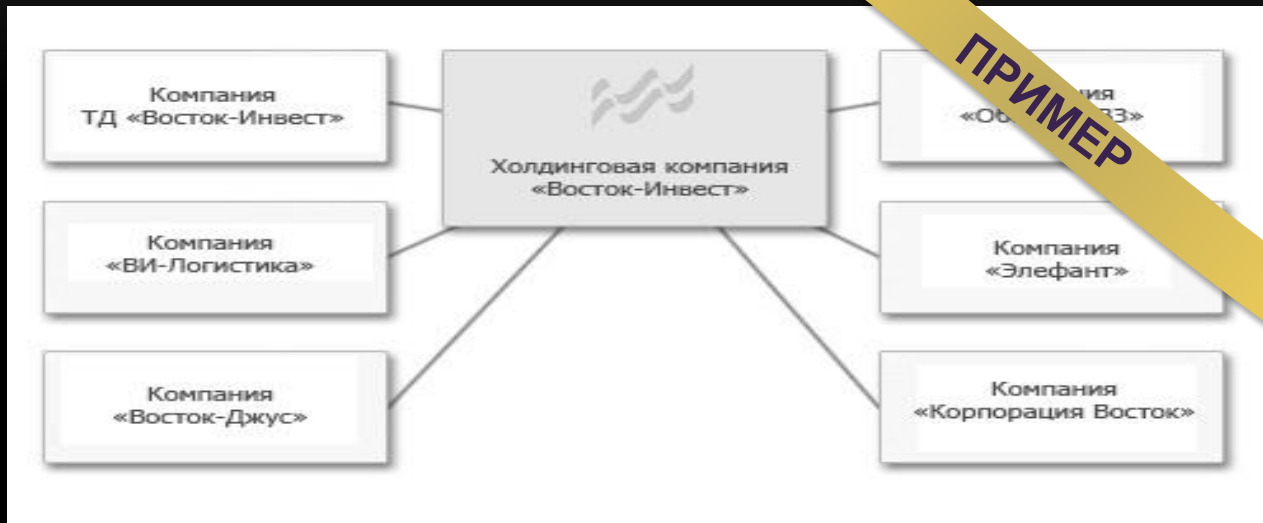 Компания
ТД «Восток-Инвест»
Холдинговая компания
«Восток-Инвест»
ПРИМЕР
Компания
«ВИ-Логистика»
Компания
«Элефант»
Компания
«Восток-Джус»
Компания
«Корпорация Восток»